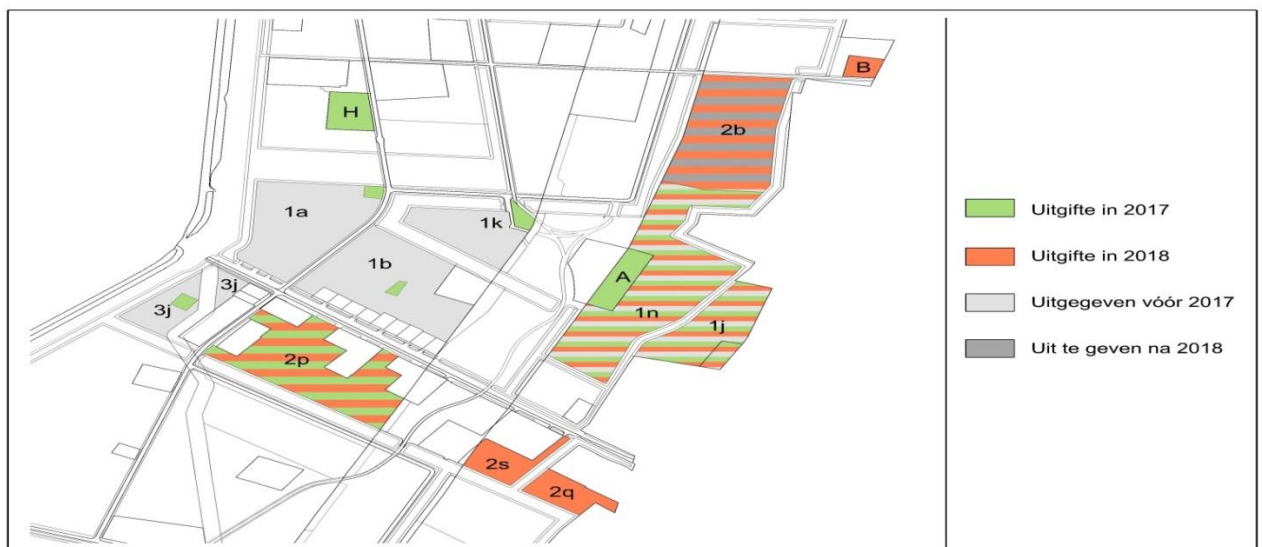 B
H
2b
1a
1k
1b
A
3j
3j
1n
1j
2p
2s
2q
Uitgifte in 2017
Uitgifte in 2018
Uitgegeven vóór 2017
Uit te geven na 2018